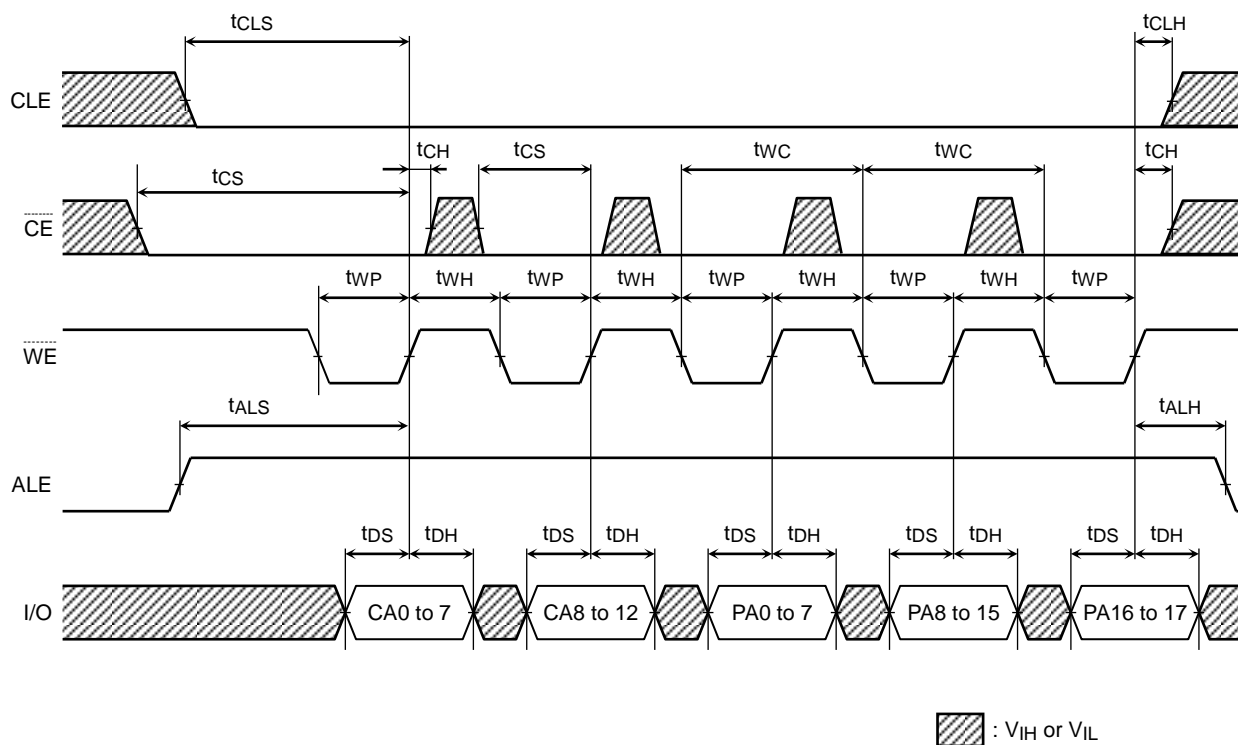 tCLS tCLH
CLE
tCH tCS tWC tWC tCH
tCS
CE
tWP tWH tWP tWH tWP tWH tWP tWH tWP
WE
tALS tALH
ALE
tDS tDH tDS tDH tDS tDH tDS tDH tDS tDH
I/O CA0 to 7 CA8 to 12 PA0 to 7 PA8 to 15 PA16 to 17
: VIH or VIL